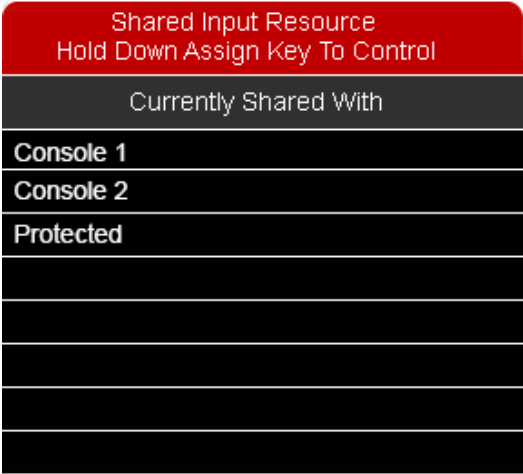 Shared Input Resource
Hold Down Assign Key To Control
Currently Shared With
Console 1
Console 2
Protected